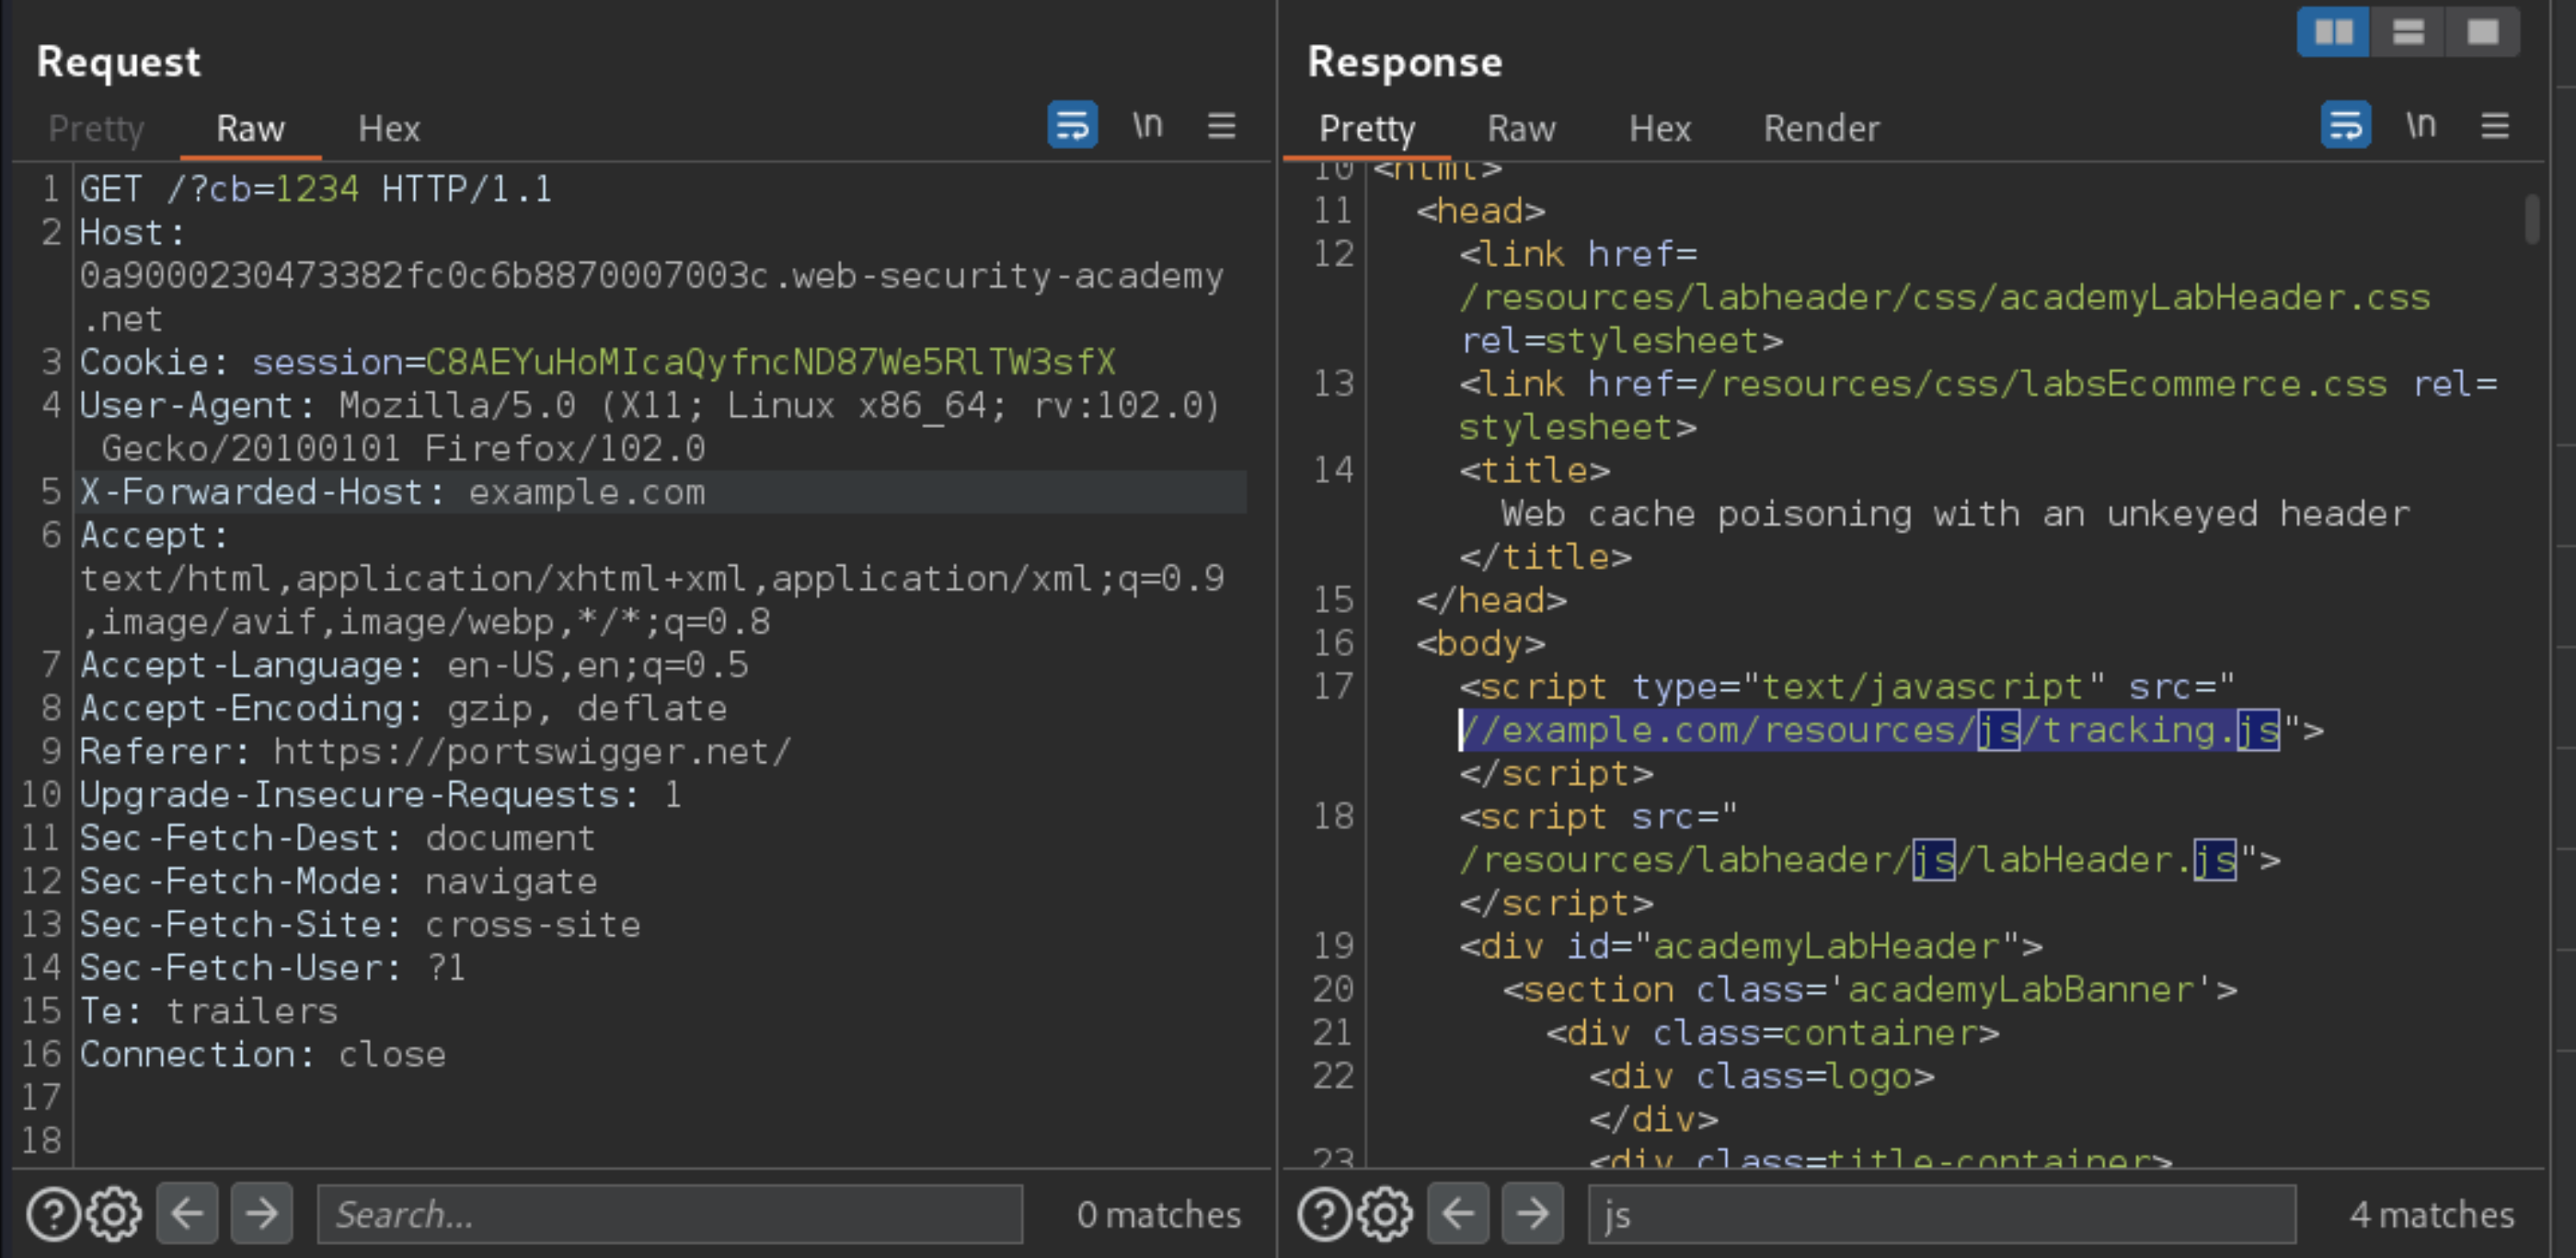 Request
Pretty Raw Hex \n
1 GET /?cb=1234 HTTP/1.1
2 Host:
0a9000230473382fc0c6b8870007003c.web-security-academy
.net
3 Cookie: session=C8AEYuHoMIcaQyfncND87We5RlTW3sfX
4 User-Agent: Mozilla/5.0 (X11; Linux x86_64; rv:102.0)
Gecko/20100101 Firefox/102.0
5 X-Forwarded-Host: example.com
6 Accept:
text/html,application/xhtml+xml,application/xml;q=0.9
,image/avif,image/webp,*/*;q=0.8
7 Accept-Language: en-US,en;q=0.5
8 Accept-Encoding: gzip, deflate
9 Referer: https://portswigger.net/
10 Upgrade-Insecure-Requests: 1
11 Sec-Fetch-Dest: document
12 Sec-Fetch-Mode: navigate
13 Sec-Fetch-Site: cross-site
14 Sec-Fetch-User: ?1
15 Te: trailers
16 Connection: close
17
18
Search... 0 matches
Response
Pretty Raw Hex Render \n
10 <html>
11 <head>
12 <link href=
/resources/labheader/css/academyLabHeader.css
rel=stylesheet>
13 <link href=/resources/css/labsEcommerce.css rel=
stylesheet>
14 <title>
Web cache poisoning with an unkeyed header
</title>
15 </head>
16 <body>
17 <script type="text/javascript" src="
//example.com/resources/js/tracking.js">
</script>
18 <script src="
/resources/labheader/js/labHeader.js">
</script>
19 <div id="academyLabHeader">
20 <section class='academyLabBanner'>
21 <div class=container>
22 <div class=logo>
</div>
23 <div class=title-container>
js 4 matches